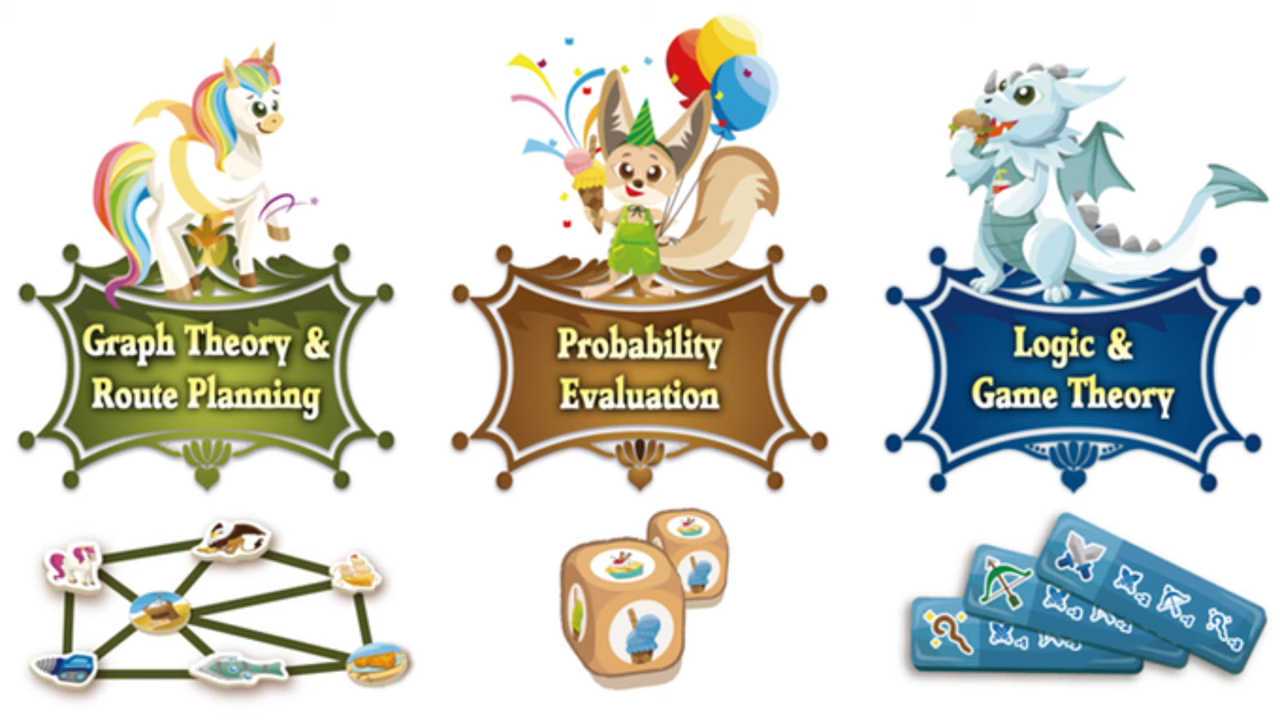 Graph Theory &
Route Planning
Probability
Evaluation
Logic &
Game Theory